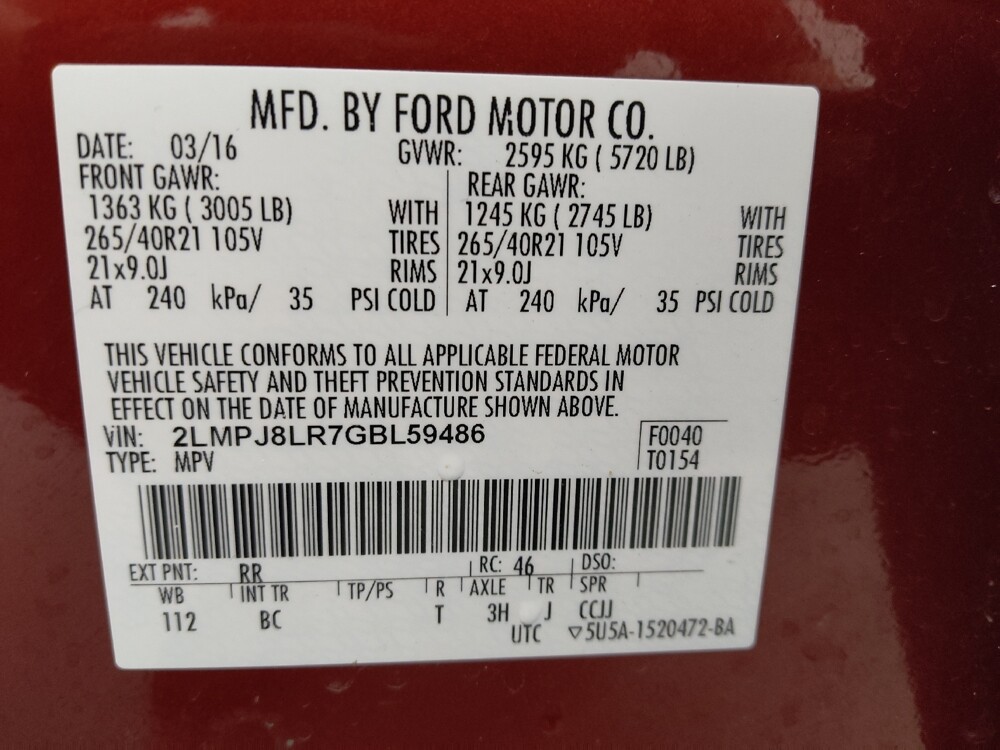 MFD. BY FORD MOTOR CO.
DATE: 03/16 GVWR: 2595 KG ( 5720 LB)
FRONT GAWR: REAR GAWR:
1363 KG ( 3005 LB) WITH 1245 KG ( 2745 LB) WITH
265/40R21 105V TIRES 265/40R21 105V TIRES
21x9.0J RIMS 21x9.0J RIMS
AT 240 kPa/ 35 PSI COLD AT 240 kPa/ 35 PSI COLD
THIS VEHICLE CONFORMS TO ALL APPLICABLE FEDERAL MOTOR
VEHICLE SAFETY AND THEFT PREVENTION STANDARDS IN
EFFECT ON THE DATE OF MANUFACTURE SHOWN ABOVE.
VIN: 2LMPJ8LR7GBL59486 F0040
TYPE: MPV T0154
EXT PNT: RR RC: 46 DSO:
WB INT TR TP/PS R AXLE TR SPR
112 BC T 3H J CCJJ
UTC ▽5U5A-1520472-BA